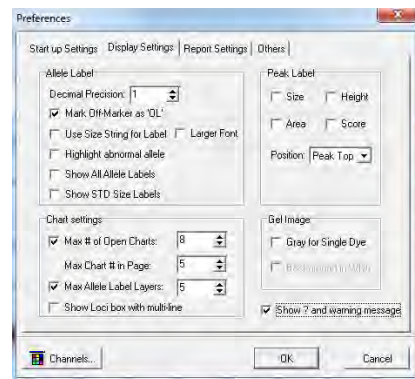 Preferences
Start up Settings Display Settings Report Settings Others
Allele Label
Decimal Precision: 1
Mark Off-Marker as 'OL'
Use Size String for Label Larger Font
Highlight abnormal allele
Show All Allele Labels
Show STD Size Labels
Peak Label
Size Height
Area Score
Position: Peak Top
Chart settings
Max # of Open Charts: 8
Max Chart # in Page: 5
Max Allele Label Layers: 5
Show Loci box with multi-line
Gel Image
Gray for Single Dye
Show ? and warning message
Channels... OK Cancel